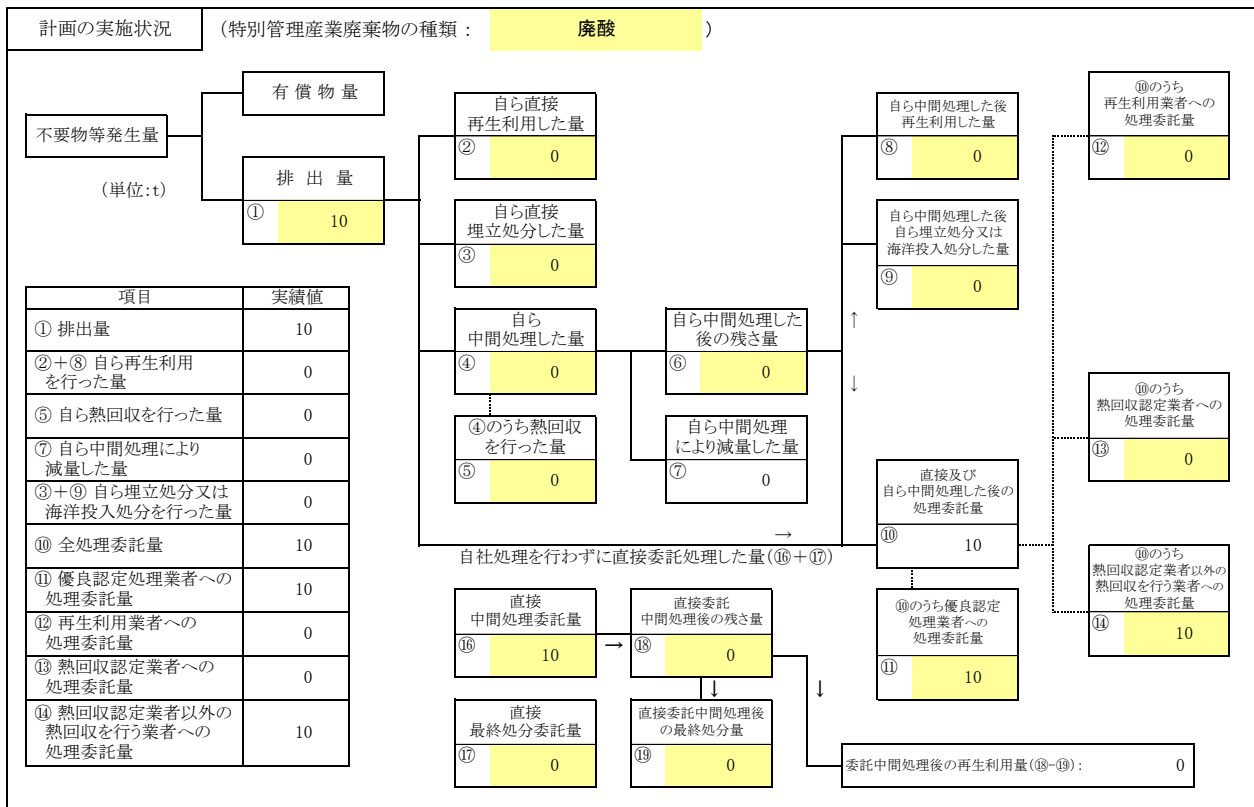 計画の実施状況
(特別管理産業廃棄物の種類：
廃酸
)
不要物等発生量
(単位:t)
有 償 物 量
排 出 量
①
10
自ら直接
再生利用した量
②
0
自ら直接
埋立処分した量
③
0
自ら
中間処理した量
④
0
④のうち熱回収
を行った量
⑤
0
自ら中間処理した
後の残さ量
⑥
0
自ら中間処理
により減量した量
⑦
0
自ら中間処理した後
再生利用した量
⑧
0
自ら中間処理した後
自ら埋立処分又は
海洋投入処分した量
⑨
0
↑
↓
直接及び
自ら中間処理した後の
処理委託量
⑩
10
⑩のうち優良認定
処理業者への
処理委託量
⑪
10
⑩のうち
再生利用業者への
処理委託量
⑫
0
⑩のうち
熱回収認定業者への
処理委託量
⑬
0
⑩のうち
熱回収認定業者以外の
熱回収を行う業者への
処理委託量
⑭
10
→
自社処理を行わずに直接委託処理した量(⑯＋⑰)
直接
中間処理委託量
⑯
10
→
直接委託
中間処理後の残さ量
⑱
0
↓
↓
直接
最終処分委託量
⑰
0
直接委託中間処理後
の最終処分量
⑲
0
委託中間処理後の再生利用量(⑱-⑲)：
0
項目
実績値
① 排出量
10
②＋⑧ 自ら再生利用
を行った量
0
⑤ 自ら熱回収を行った量
0
⑦ 自ら中間処理により
減量した量
0
③＋⑨ 自ら埋立処分又は
海洋投入処分を行った量
0
⑩ 全処理委託量
10
⑪ 優良認定処理業者への
処理委託量
10
⑫ 再生利用業者への
処理委託量
0
⑬ 熱回収認定業者への
処理委託量
0
⑭ 熱回収認定業者以外の
熱回収を行う業者への
処理委託量
10